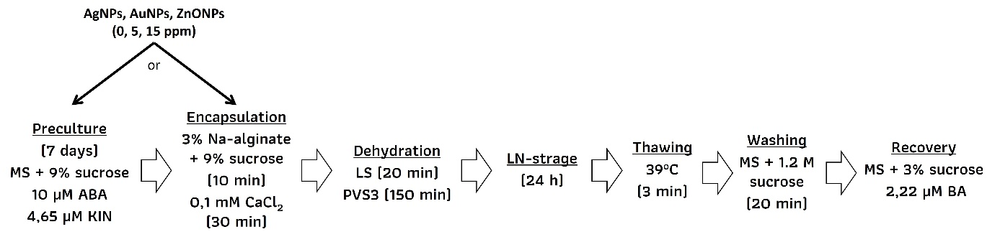 AgNPs, AuNPs, ZnONPs
(0, 5, 15 ppm)
or
Preculture
(7 days)
MS + 9% sucrose
10 µM ABA
4,65 µM KIN
Encapsulation
3% Na-alginate
+ 9% sucrose
(10 min)
0,1 mM CaCl₂
(30 min)
Dehydration
LS (20 min)
PVS3 (150 min)
LN-strage
(24 h)
Thawing
39°C
(3 min)
Washing
MS + 1.2 M
sucrose
(20 min)
Recovery
MS + 3% sucrose
2,22 µM BA